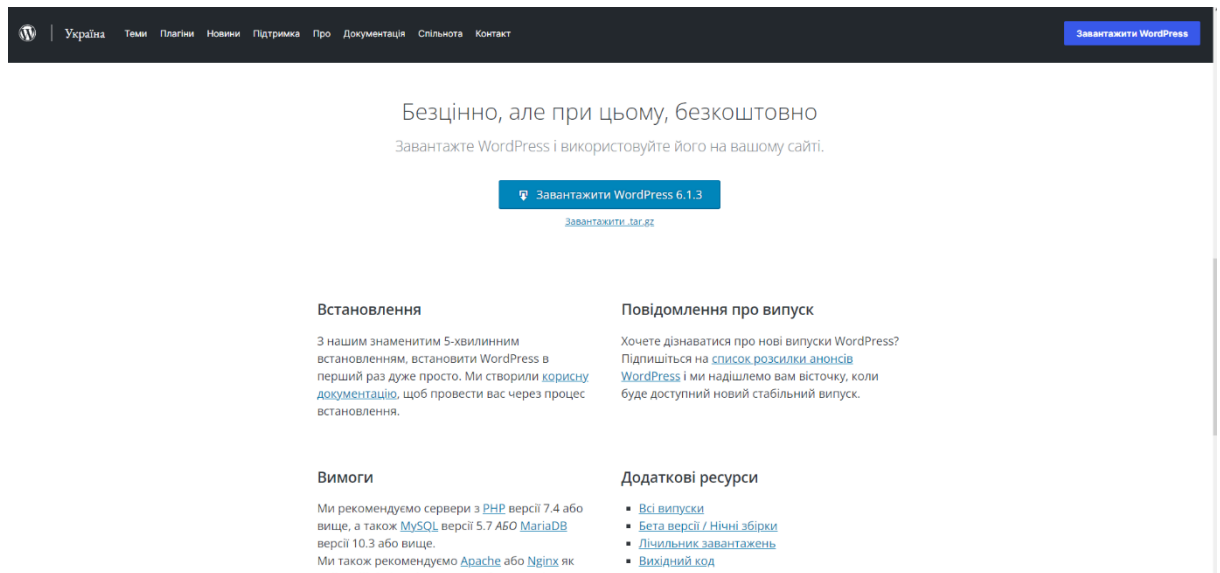 Україна Теми Плагіни Новини Підтримка Про Документація Спільнота Контакт Завантажити WordPress
Безцінно, але при цьому, безкоштовно
Завантажте WordPress і використовуйте його на вашому сайті.
Завантажити WordPress 6.1.3
Завантажити .tar.gz
Встановлення
З нашим знаменитим 5-хвилинним
встановленням, встановити WordPress в
перший раз дуже просто. Ми створили корисну
документацію, щоб провести вас через процес
встановлення.
Повідомлення про випуск
Хочете дізнаватися про нові випуски WordPress?
Підпишіться на список розсилки анонсів
WordPress і ми надішлемо вам вісточку, коли
буде доступний новий стабільний випуск.
Вимоги
Ми рекомендуємо сервери з PHP версії 7.4 або
вище, а також MySQL версії 5.7 АБО MariaDB
версії 10.3 або вище.
Ми також рекомендуємо Apache або Nginx як
Додаткові ресурси
Всі випуски
Бета версії / Нічні збірки
Лічильник завантажень
Вихідний код